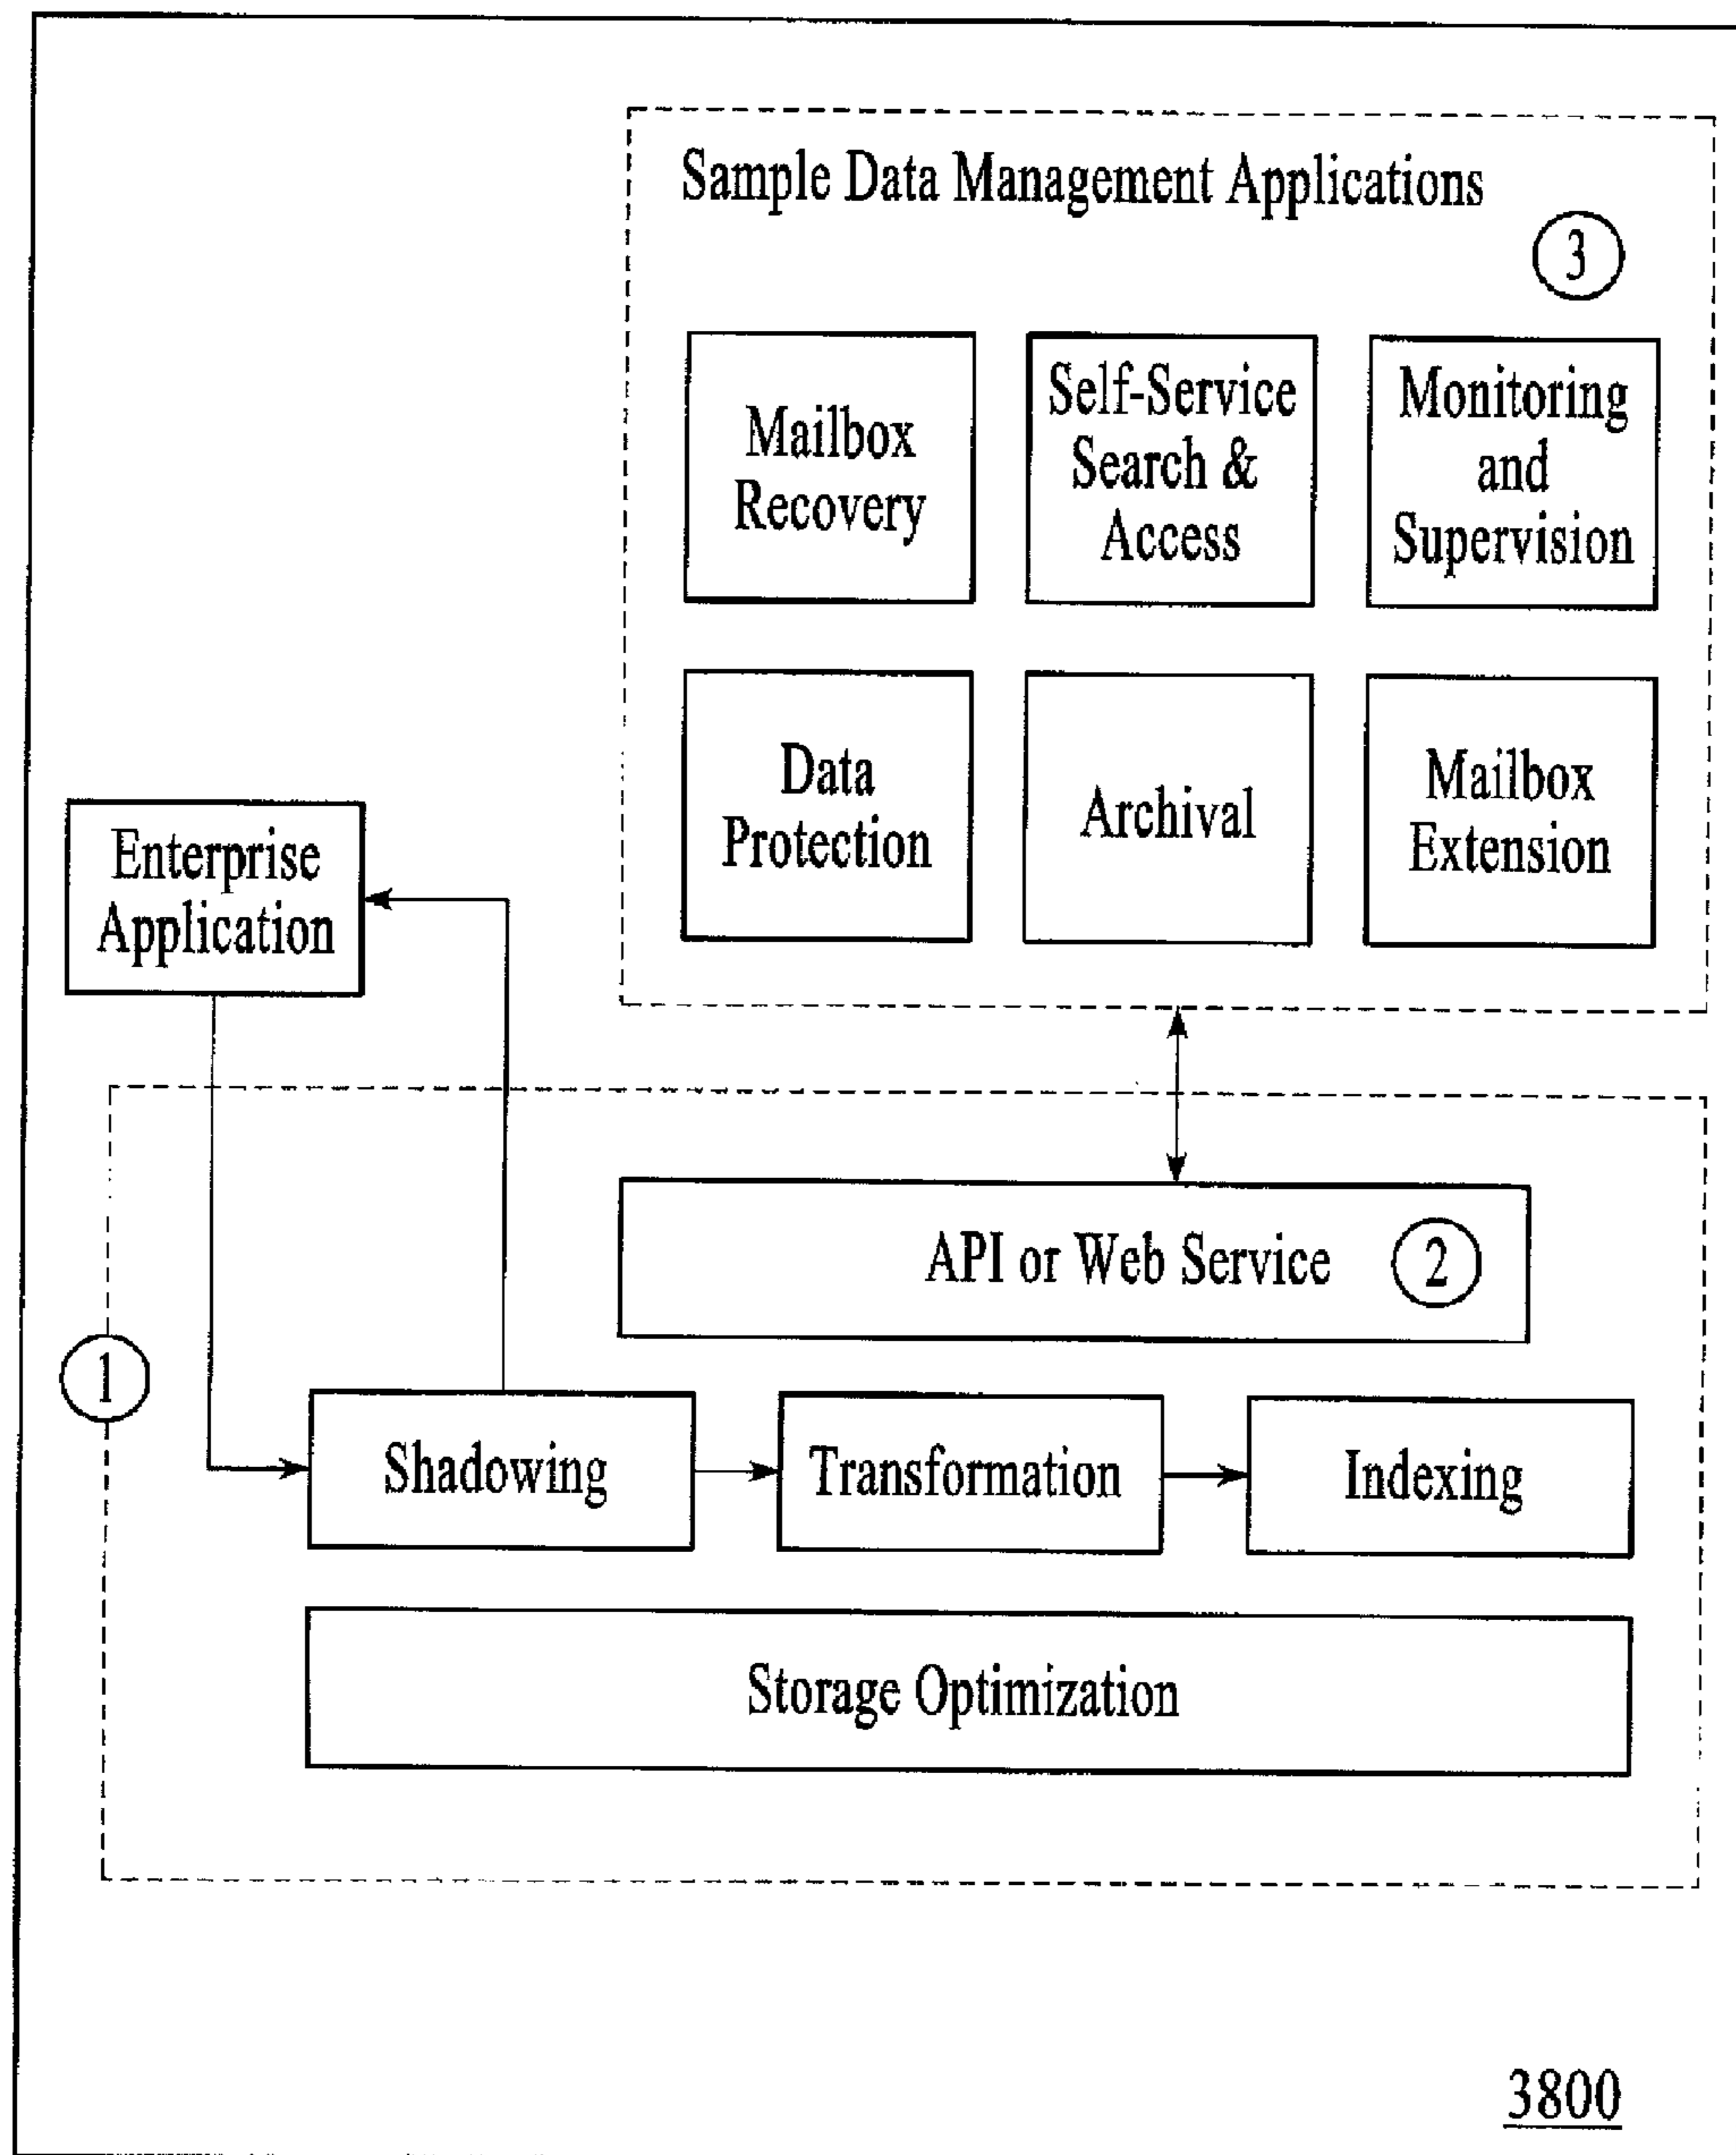 Sample Data Management Applications
3
Mailbox
Recovery
Self-Service
Search &
Access
Monitoring
and
Supervision
Data
Protection
Archival
Mailbox
Extension
Enterprise
Application
API or Web Service
2
1
Shadowing
Transformation
Indexing
Storage Optimization
3800